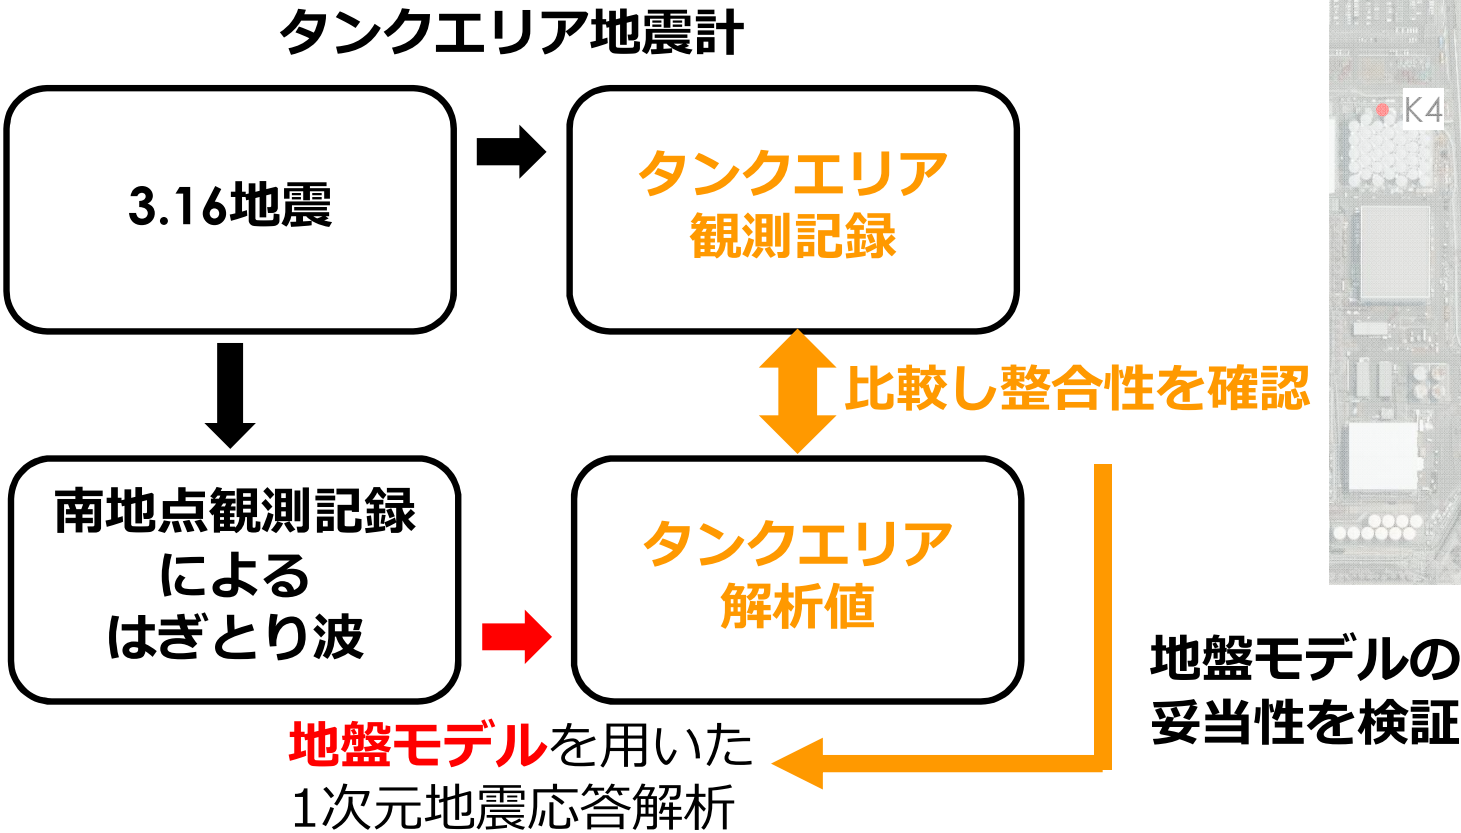 タンクエリア地震計
3.16地震
タンクエリア
観測記録
K4
比較し整合性を確認
南地点観測記録
による
はぎとり波
タンクエリア
解析値
地盤モデルの
妥当性を検証
地盤モデルを用いた
1次元地震応答解析